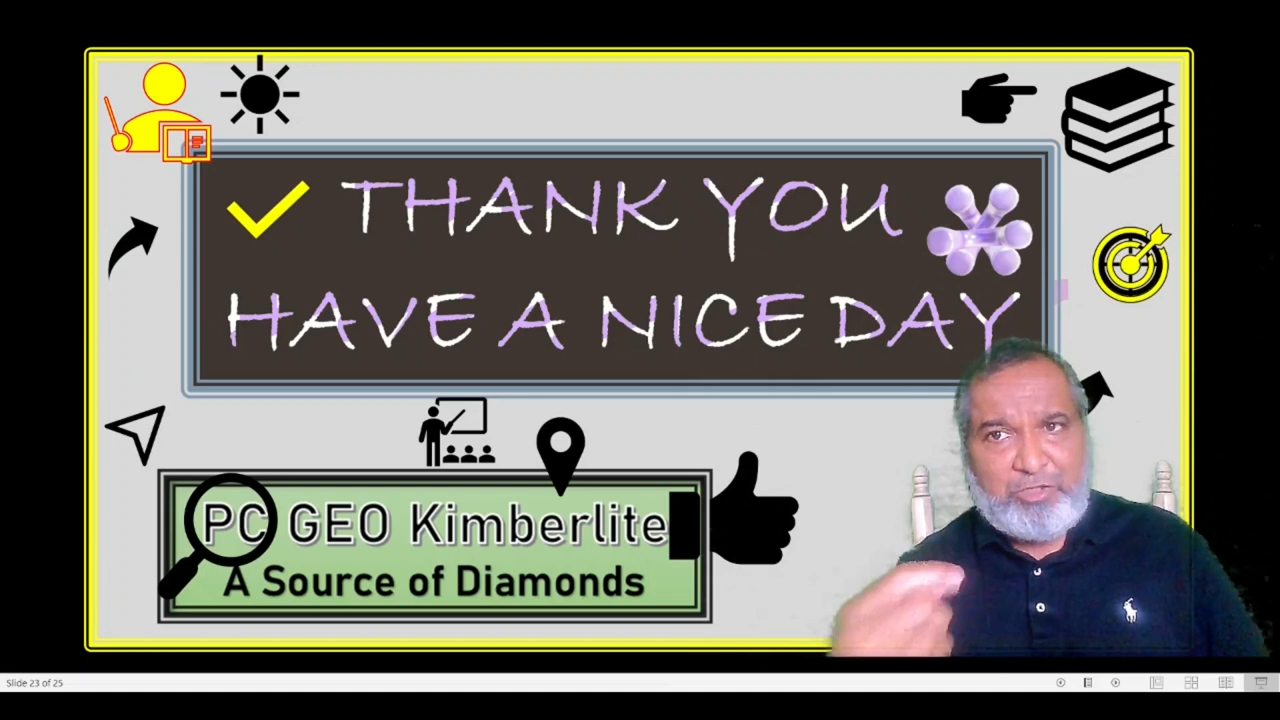 THANK YOU
HAVE A NICE DAY
PC GEO Kimberlite
A Source of Diamonds
Slide 23 of 25